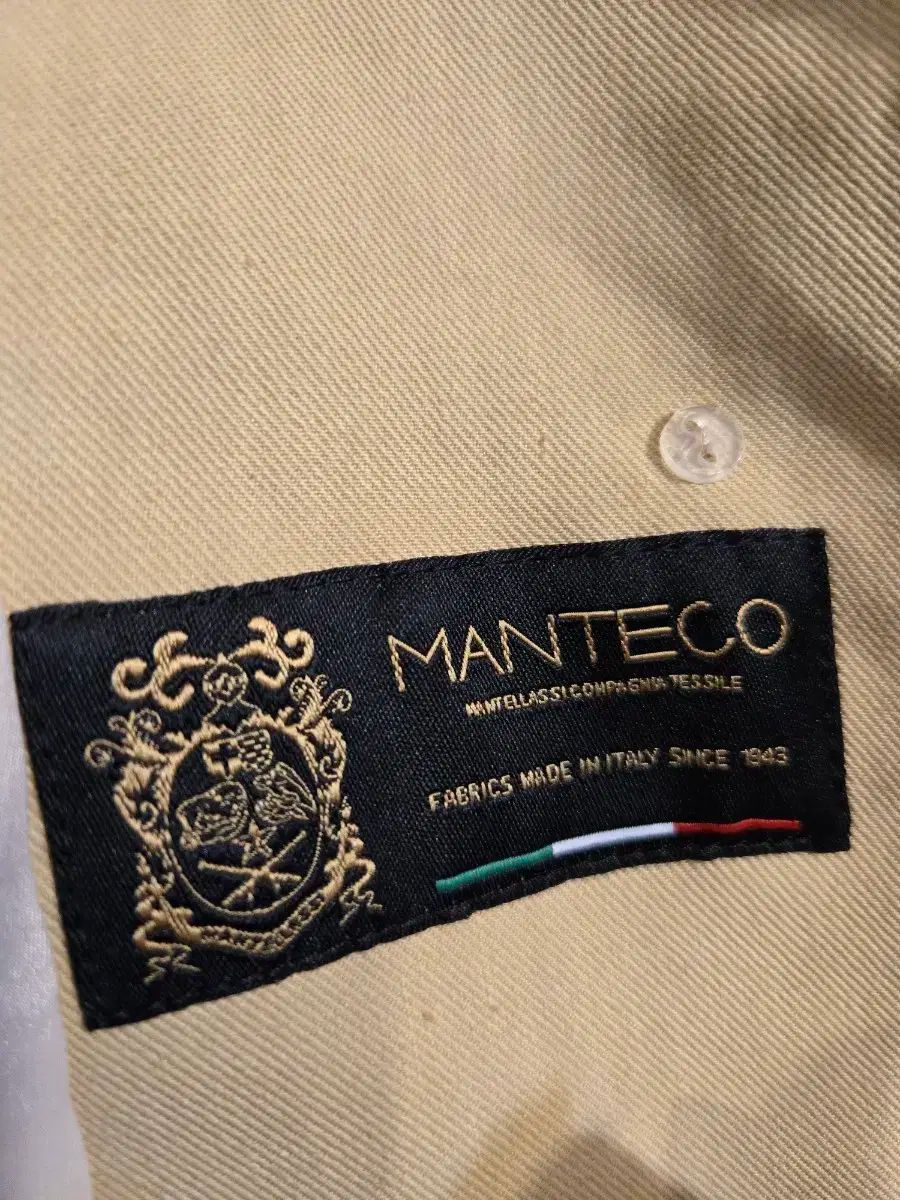 MANTECO
MANTELLASSI COMPAGNIA TESSILE
FABRICS MADE IN ITALY SINCE 1943